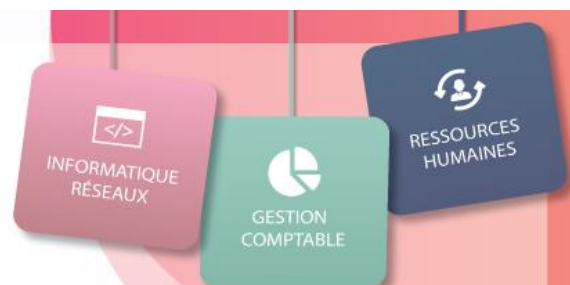 </>
INFORMATIQUE
RÉSEAUX
GESTION
COMPTABLE
RESSOURCES
HUMAINES